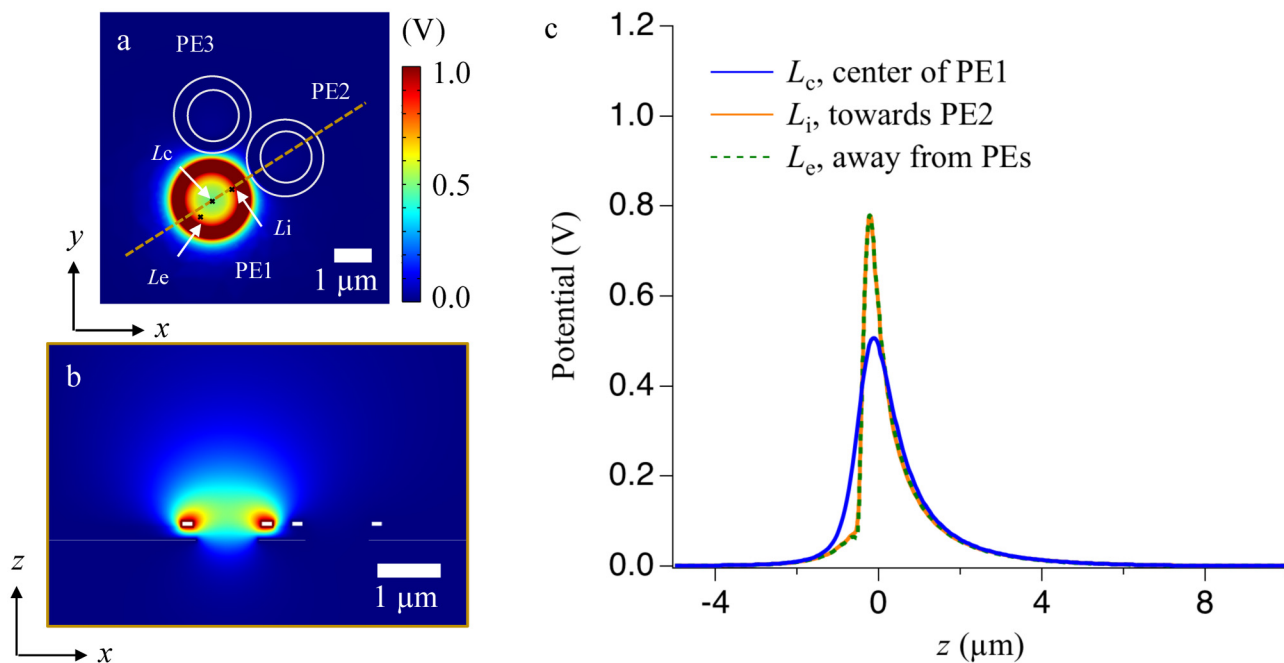 a
(V)
PE3
PE2
Lc
Li
Le
PE1
1.0
0.5
0.0
1 µm
y
x
b
1 µm
z
x
c
1.2
1.0
0.8
0.6
0.4
0.2
0.0
Potential (V)
Lc, center of PE1
Li, towards PE2
Le, away from PEs
-4
0
4
8
z (µm)